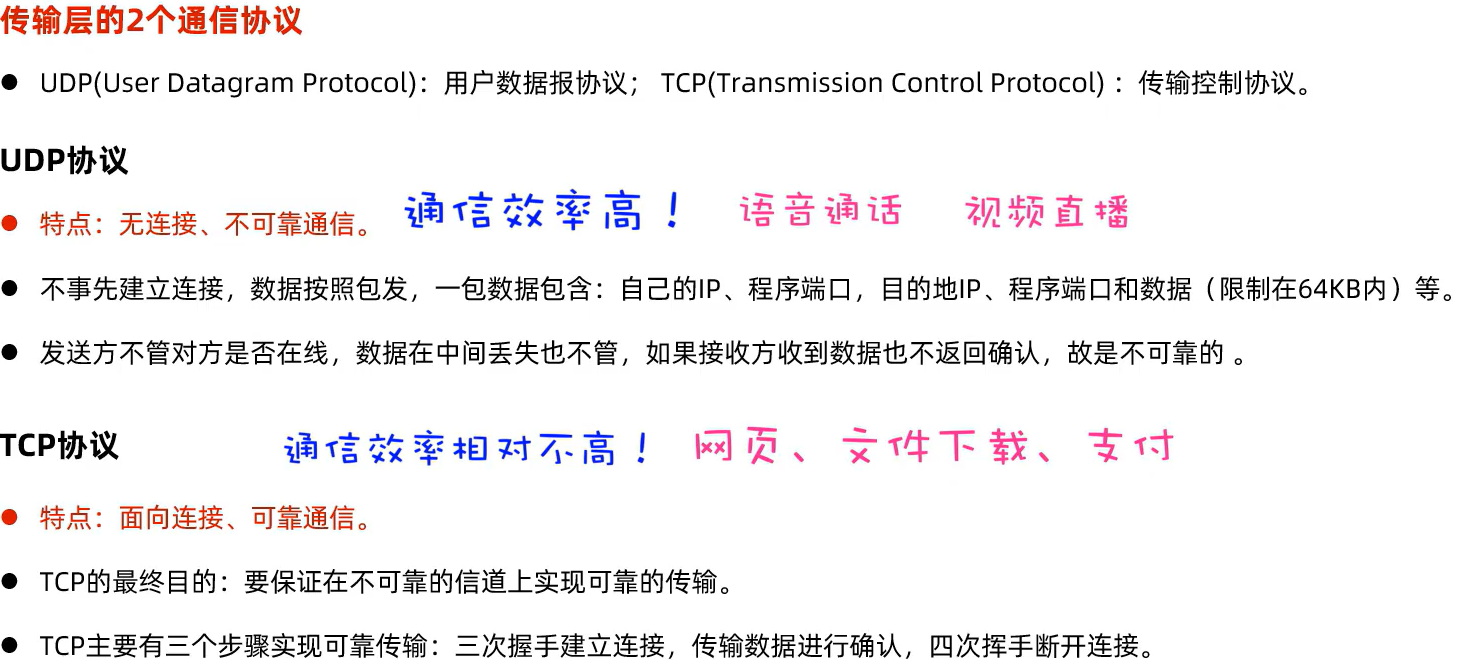 传输层的2个通信协议
● UDP(User Datagram Protocol)：用户数据报协议； TCP(Transmission Control Protocol) ：传输控制协议。
UDP协议
● 特点：无连接、不可靠通信。 通信效率高！ 语音通话 视频直播
● 不事先建立连接，数据按照包发，一包数据包含：自己的IP、程序端口，目的地IP、程序端口和数据（限制在64KB内）等。
● 发送方不管对方是否在线，数据在中间丢失也不管，如果接收方收到数据也不返回确认，故是不可靠的 。
TCP协议 通信效率相对不高！ 网页、文件下载、支付
● 特点：面向连接、可靠通信。
● TCP的最终目的：要保证在不可靠的信道上实现可靠的传输。
● TCP主要有三个步骤实现可靠传输：三次握手建立连接，传输数据进行确认，四次挥手断开连接。